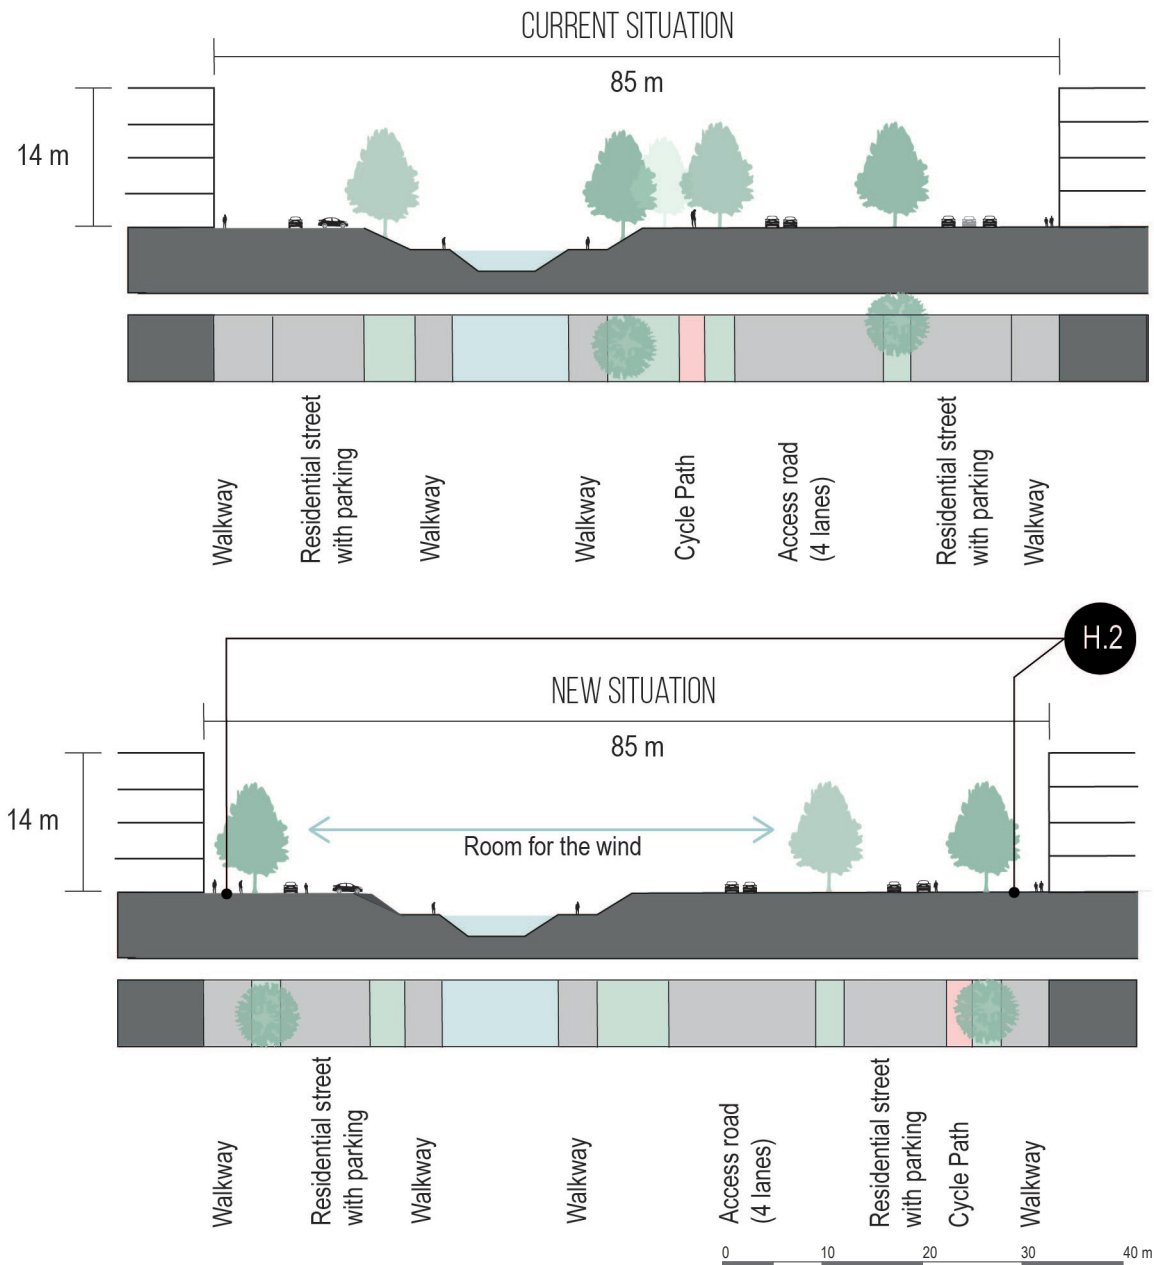 CURRENT SITUATION
85 m
14 m
Walkway
Residential street
with parking
Walkway
Walkway
Cycle Path
Access road
(4 lanes)
Residential street
with parking
Walkway
H.2
NEW SITUATION
85 m
14 m
Room for the wind
Walkway
Residential street
with parking
Walkway
Walkway
Access road
(4 lanes)
Residential street
with parking
Cycle Path
Walkway
0 10 20 30 40 m